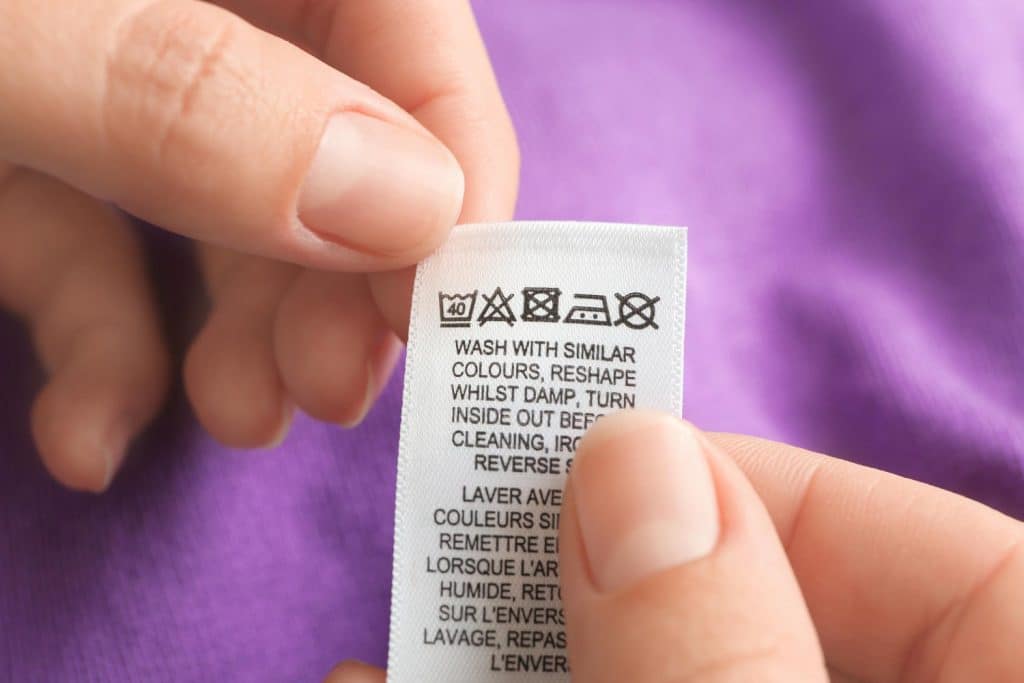 40
WASH WITH SIMILAR
COLOURS, RESHAPE
WHILST DAMP, TURN
INSIDE OUT
CLEANING,
REVERSE
LAVER
COULEURS
REMETTRE
LORSQUE
HUMIDE,
SUR L'ENVERS
LAVAGE,